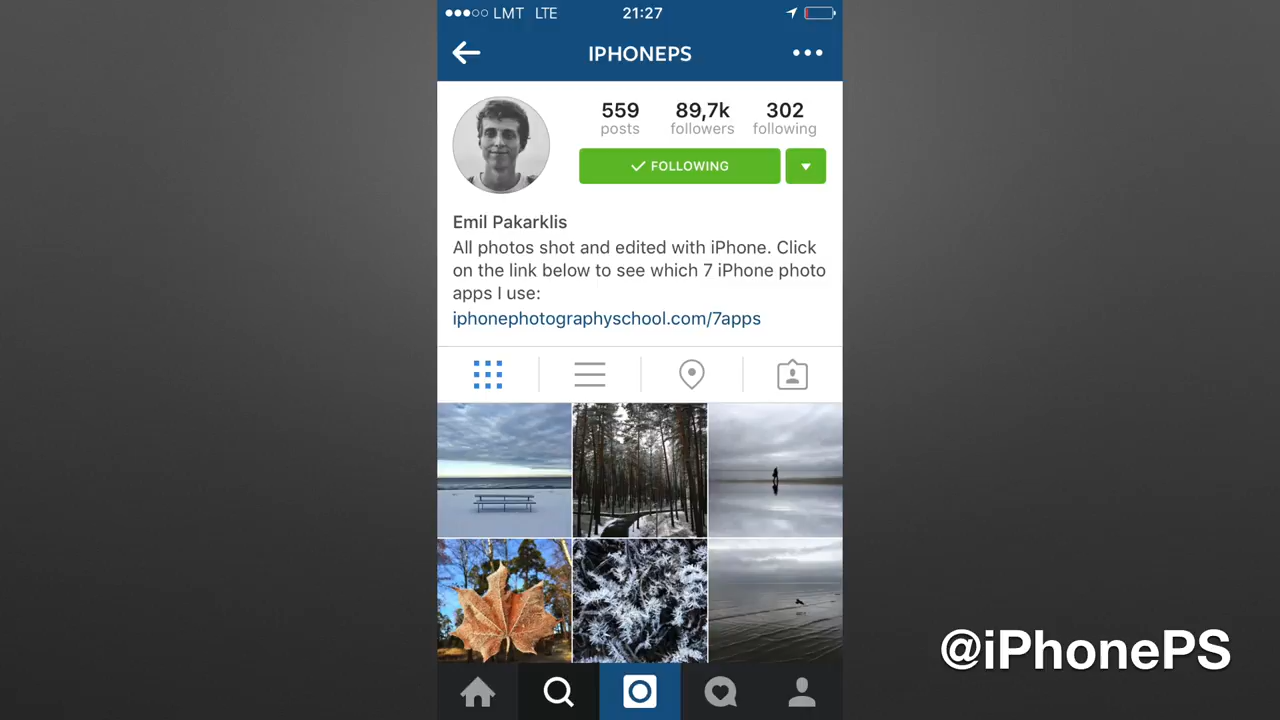 LMT LTE 21:27
IPHONEPS
559 89,7k 302
posts followers following
FOLLOWING
Emil Pakarklis
All photos shot and edited with iPhone. Click
on the link below to see which 7 iPhone photo
apps I use:
iphonephotographyschool.com/7apps
@iPhonePS